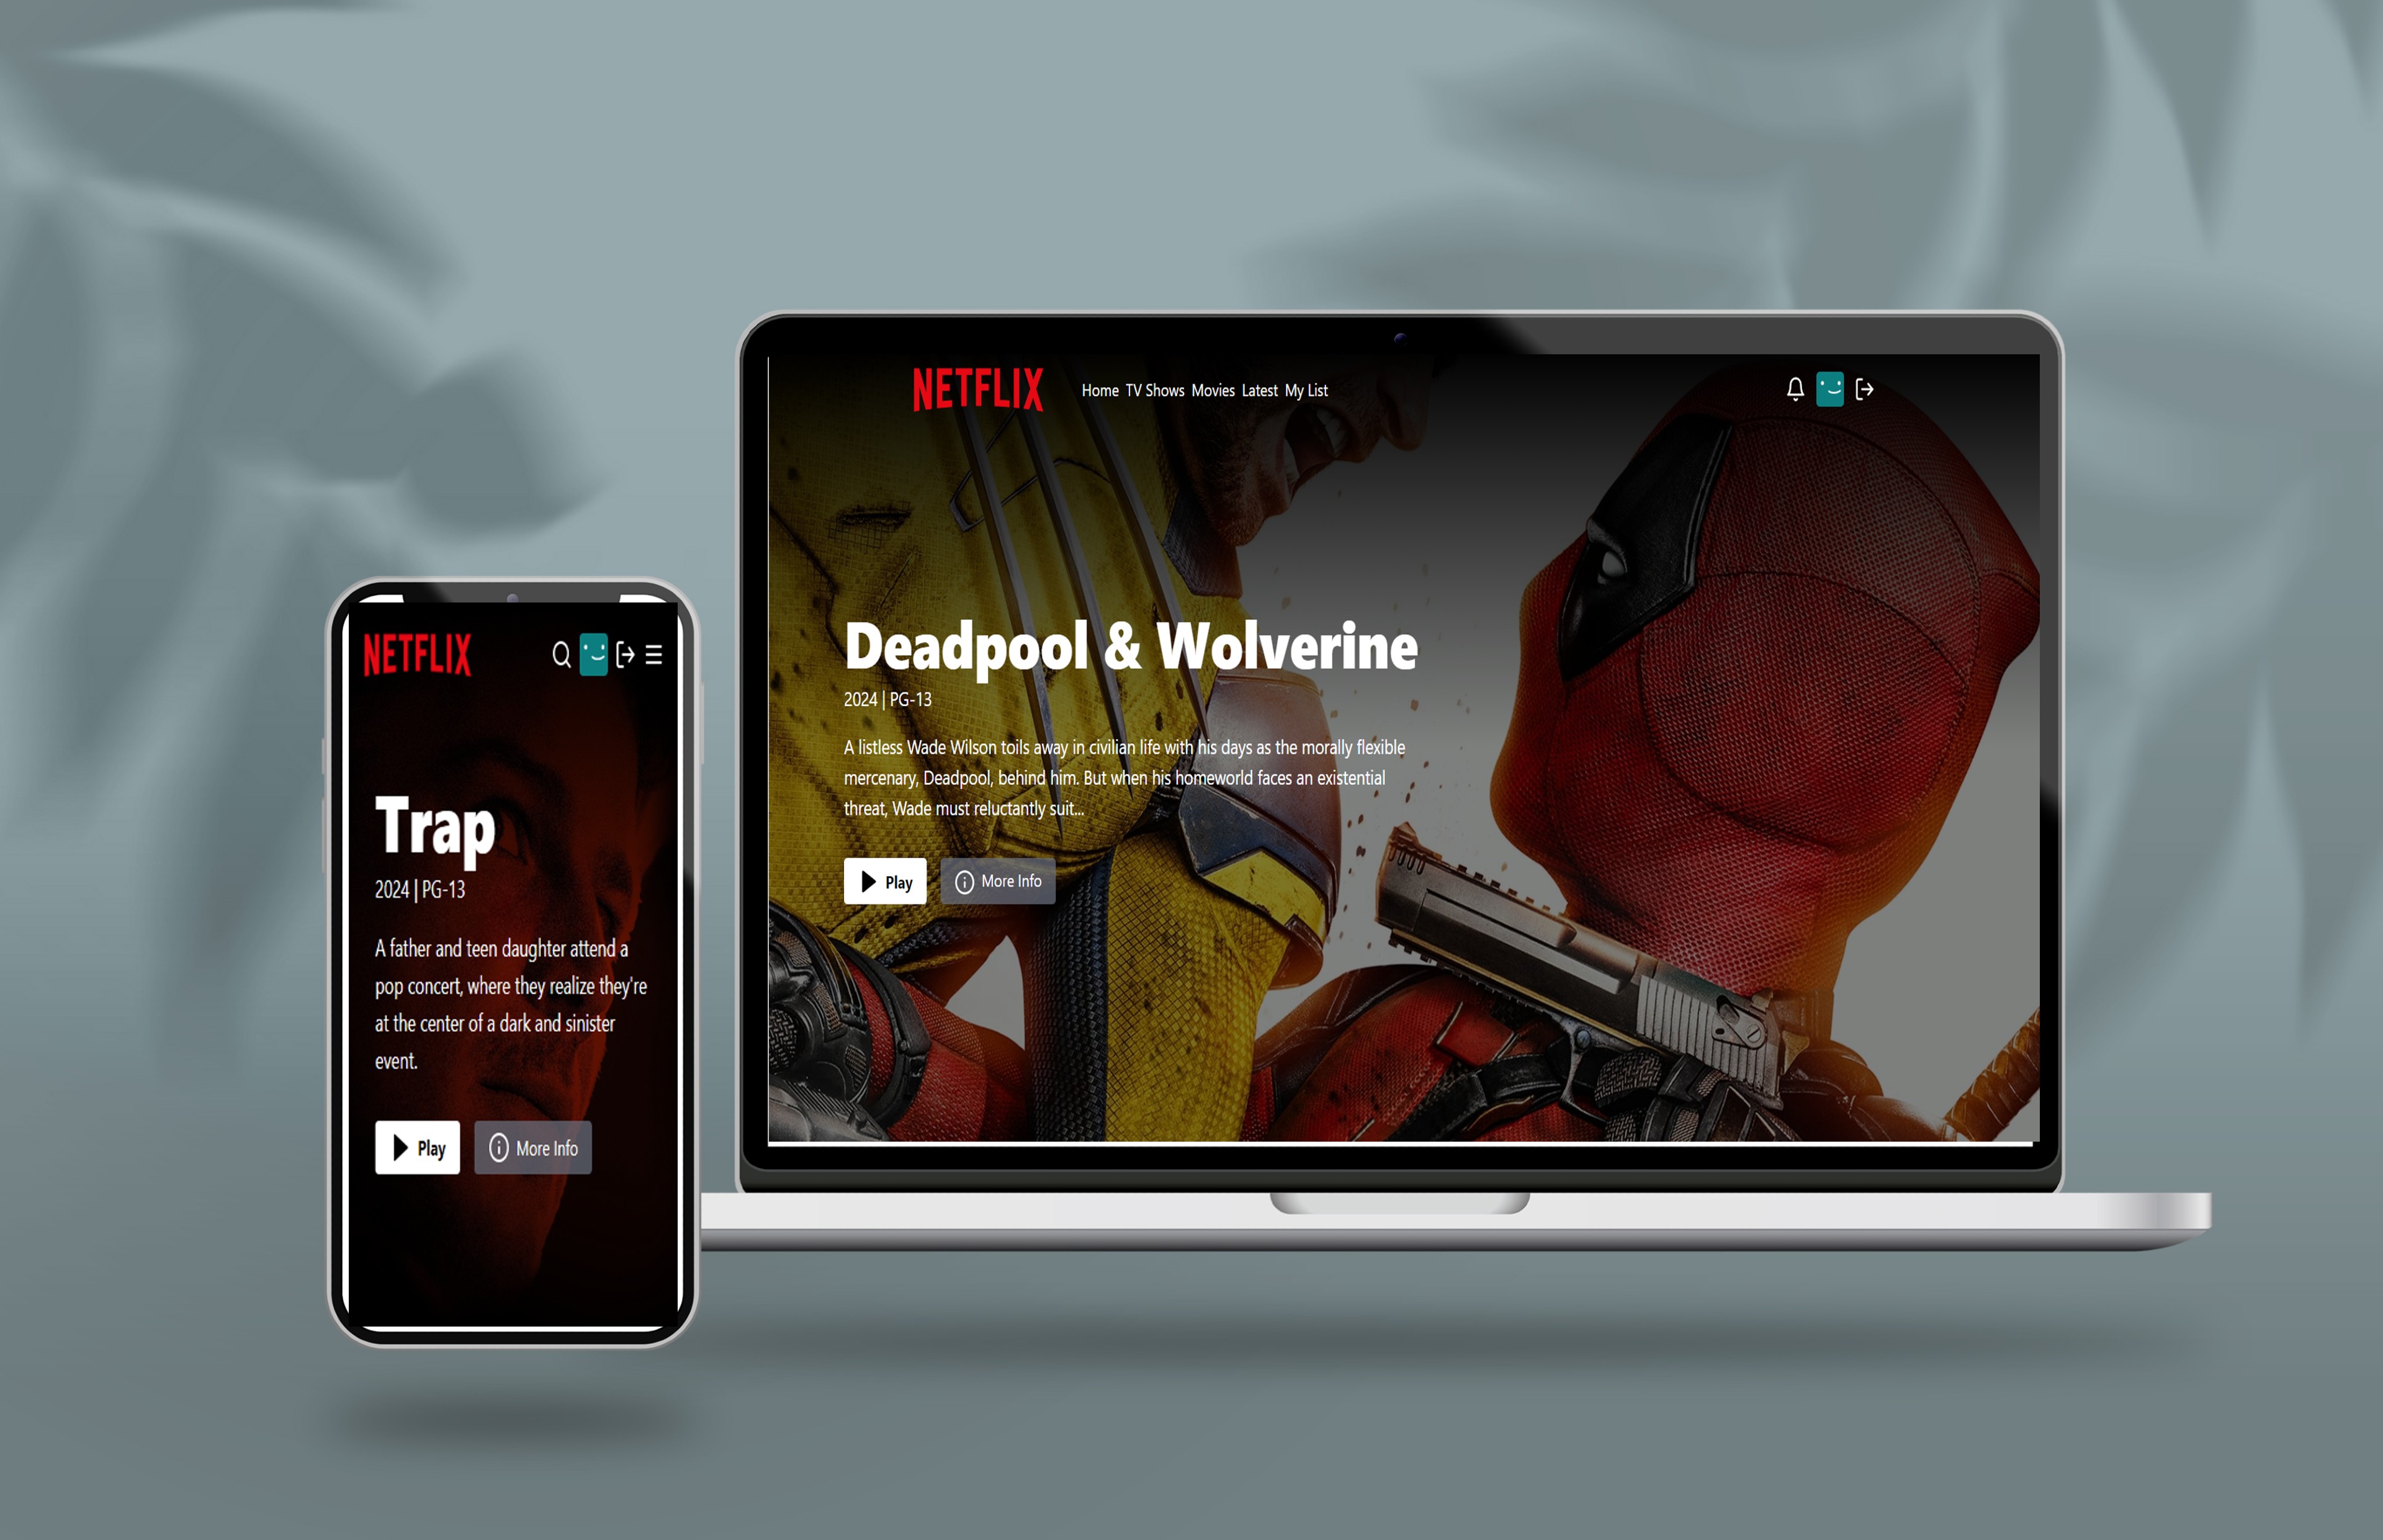 NETFLIX
Trap
2024 | PG-13
A father and teen daughter attend a
pop concert, where they realize they're
at the center of a dark and sinister
event.
Play
More Info
NETFLIX
Home TV Shows Movies Latest My List
Deadpool & Wolverine
2024 | PG-13
A listless Wade Wilson toils away in civilian life with his days as the morally flexible
mercenary, Deadpool, behind him. But when his homeworld faces an existential
threat, Wade must reluctantly suit...
Play
More Info